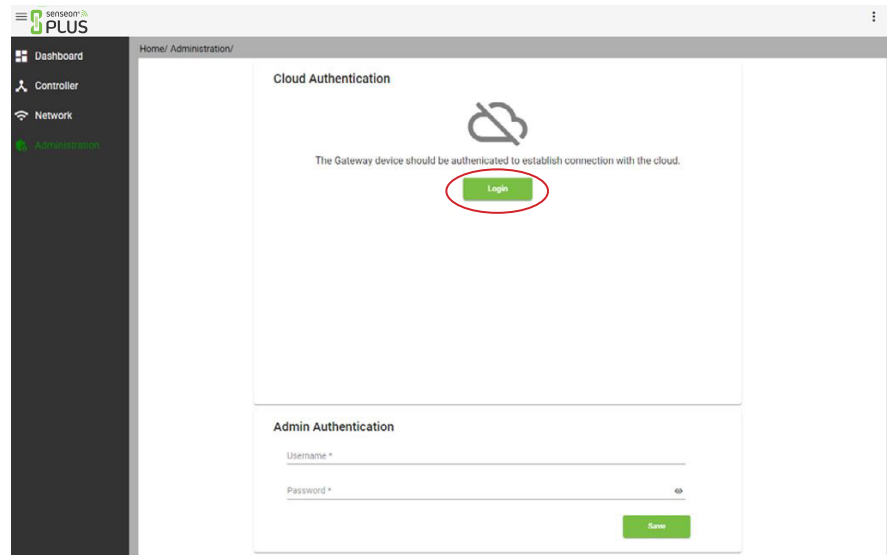 senseon
PLUS
Dashboard
Controller
Network
Administration
Home/ Administration/
Cloud Authentication
The Gateway device should be authenicated to establish connection with the cloud.
Login
Admin Authentication
Username *
Password *
Save